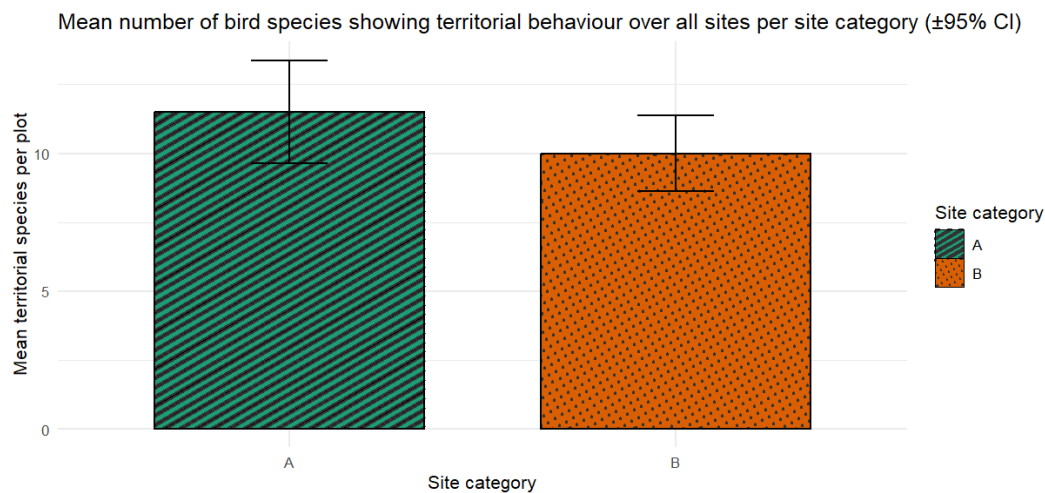 Mean number of bird species showing territorial behaviour over all sites per site category (±95% CI)
Mean territorial species per plot
10
5
0
A
B
Site category
Site category
A
B